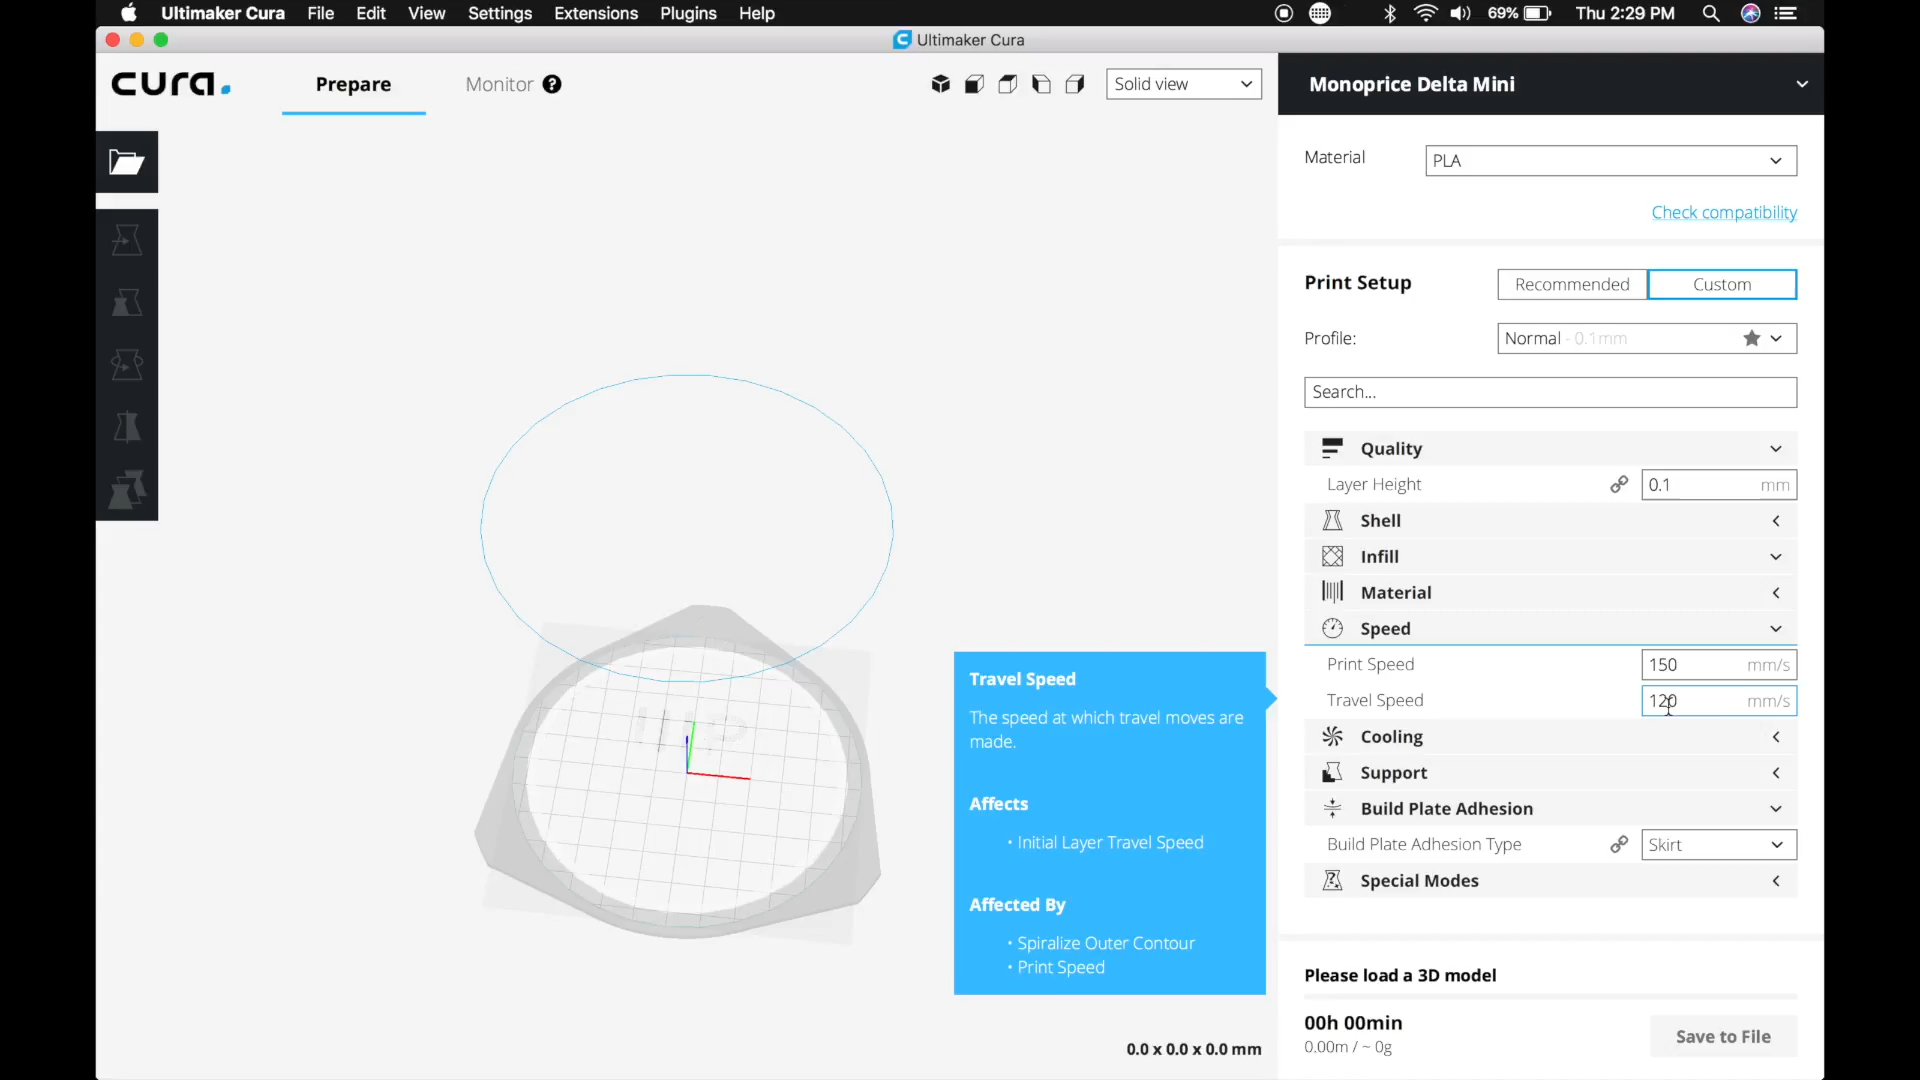 Ultimaker Cura File Edit View Settings Extensions Plugins Help 69% Thu 2:29 PM
Ultimaker Cura
cura.
Prepare
Monitor ?
Solid view
Monoprice Delta Mini
Material
PLA
Check compatibility
Print Setup
Recommended
Custom
Profile:
Normal - 0.1mm
Search...
Quality
Layer Height
0.1 mm
Shell
Infill
Material
Speed
Print Speed
150 mm/s
Travel Speed
120 mm/s
Cooling
Support
Build Plate Adhesion
Build Plate Adhesion Type
Skirt
Special Modes
Travel Speed
The speed at which travel moves are
made.
Affects
• Initial Layer Travel Speed
Affected By
• Spiralize Outer Contour
• Print Speed
0.0 x 0.0 x 0.0 mm
Please load a 3D model
00h 00min
0.00m / ~ 0g
Save to File